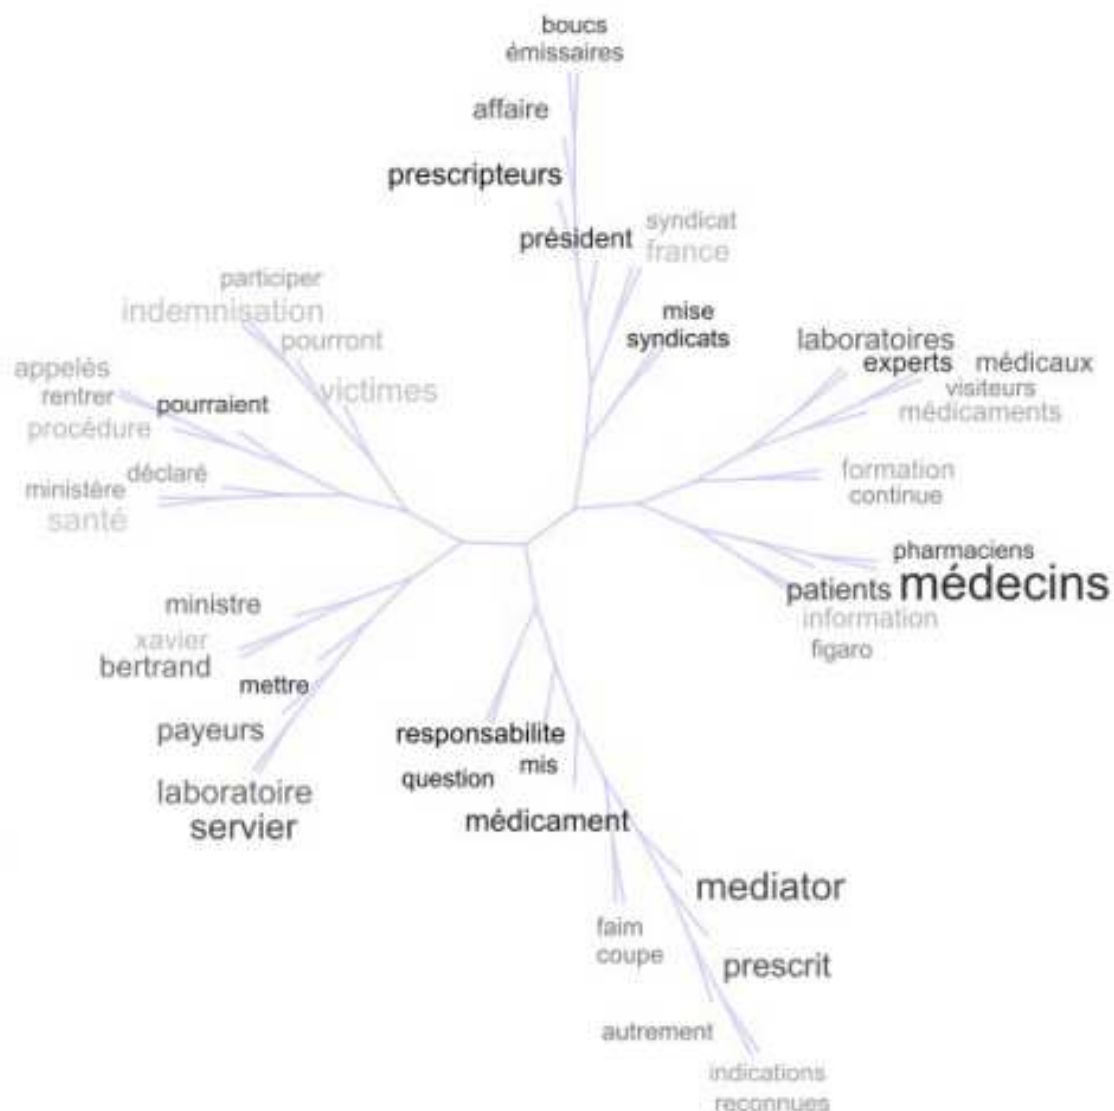 boucs
émissaires
affaire
prescripteurs
syndicat
président
france
participer
indemnisation
mise
pourront
syndicats
laboratoires
experts médicaux
appelés
visiteurs
rentrer
victimes
pourraient
médicaments
procédure
déclaré
formation
ministère
continue
santé
pharmaciens
patients médecins
ministre
information
xavier
figaro
bertrand
mettre
payeurs
responsabilite
mis
question
laboratoire
servier
médicament
mediator
faim
coupe
prescrit
autrement
indications
reconnues